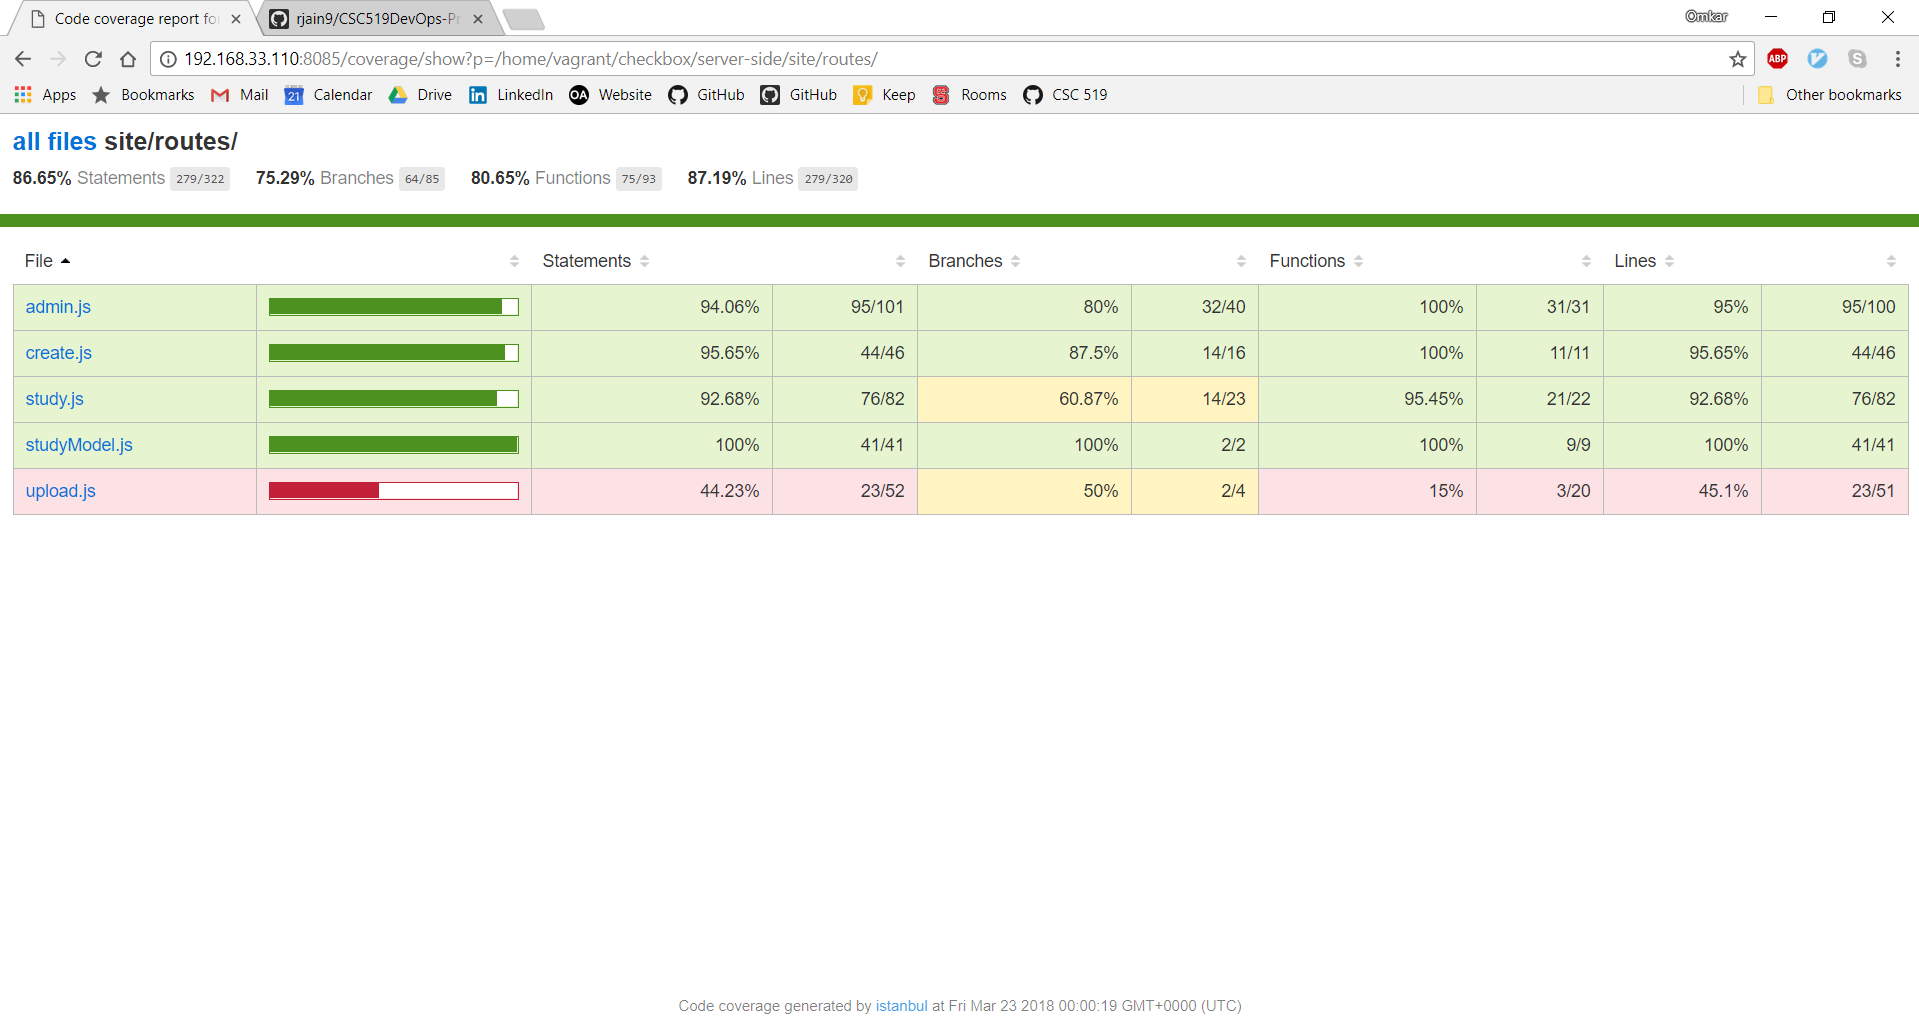 Code coverage report fo
rjain9/CSC519DevOps-Pr
Omkar
192.168.33.110:8085/coverage/show?p=/home/vagrant/checkbox/server-side/site/routes/
ABP
S
Apps Bookmarks Mail 21 Calendar Drive in LinkedIn OA Website GitHub GitHub Keep S Rooms CSC 519 Other bookmarks
all files site/routes/
86.65% Statements 279/322 75.29% Branches 64/85 80.65% Functions 75/93 87.19% Lines 279/320
File Statements Branches Functions Lines
admin.js 94.06% 95/101 80% 32/40 100% 31/31 95% 95/100
create.js 95.65% 44/46 87.5% 14/16 100% 11/11 95.65% 44/46
study.js 92.68% 76/82 60.87% 14/23 95.45% 21/22 92.68% 76/82
studyModel.js 100% 41/41 100% 2/2 100% 9/9 100% 41/41
upload.js 44.23% 23/52 50% 2/4 15% 3/20 45.1% 23/51
Code coverage generated by istanbul at Fri Mar 23 2018 00:00:19 GMT+0000 (UTC)